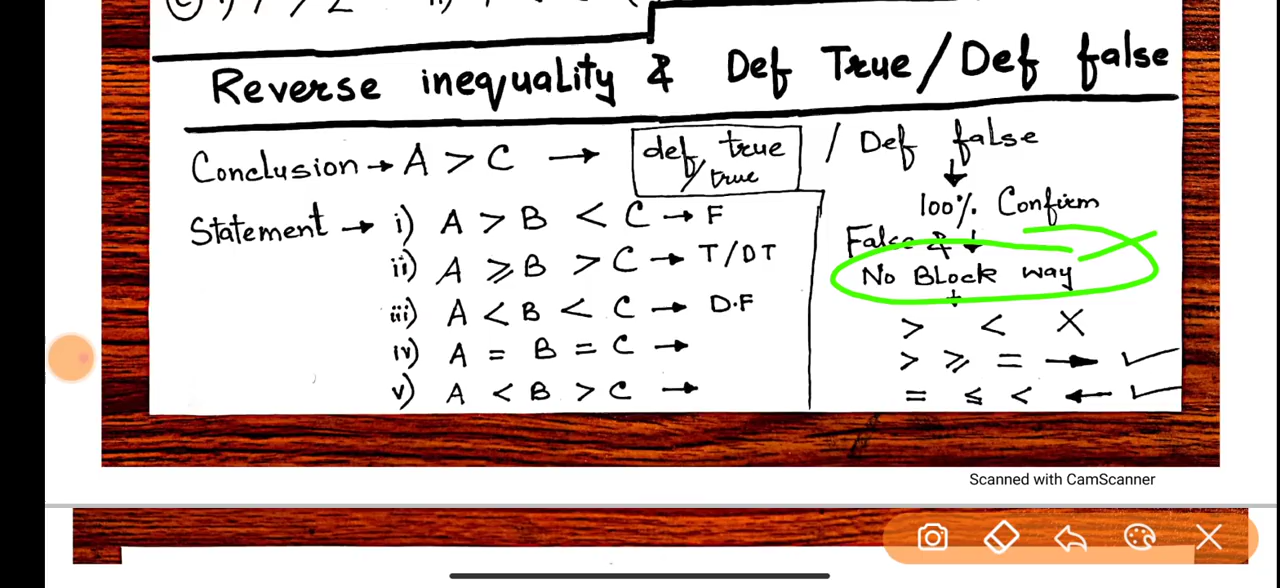 Reverse inequality & Def True / Def false
Conclusion → A > C → def true / true / Def false
↓
100% Confirm
False & ↓
No BLock way
↓
> < X
> ⩾ = → ✓
= ≤ < ← ✓
Statement → i) A > B < C → F
ii) A ⩾ B > C → T/DT
iii) A < B < C → D.F
iv) A = B = C →
v) A < B > C →
Scanned with CamScanner